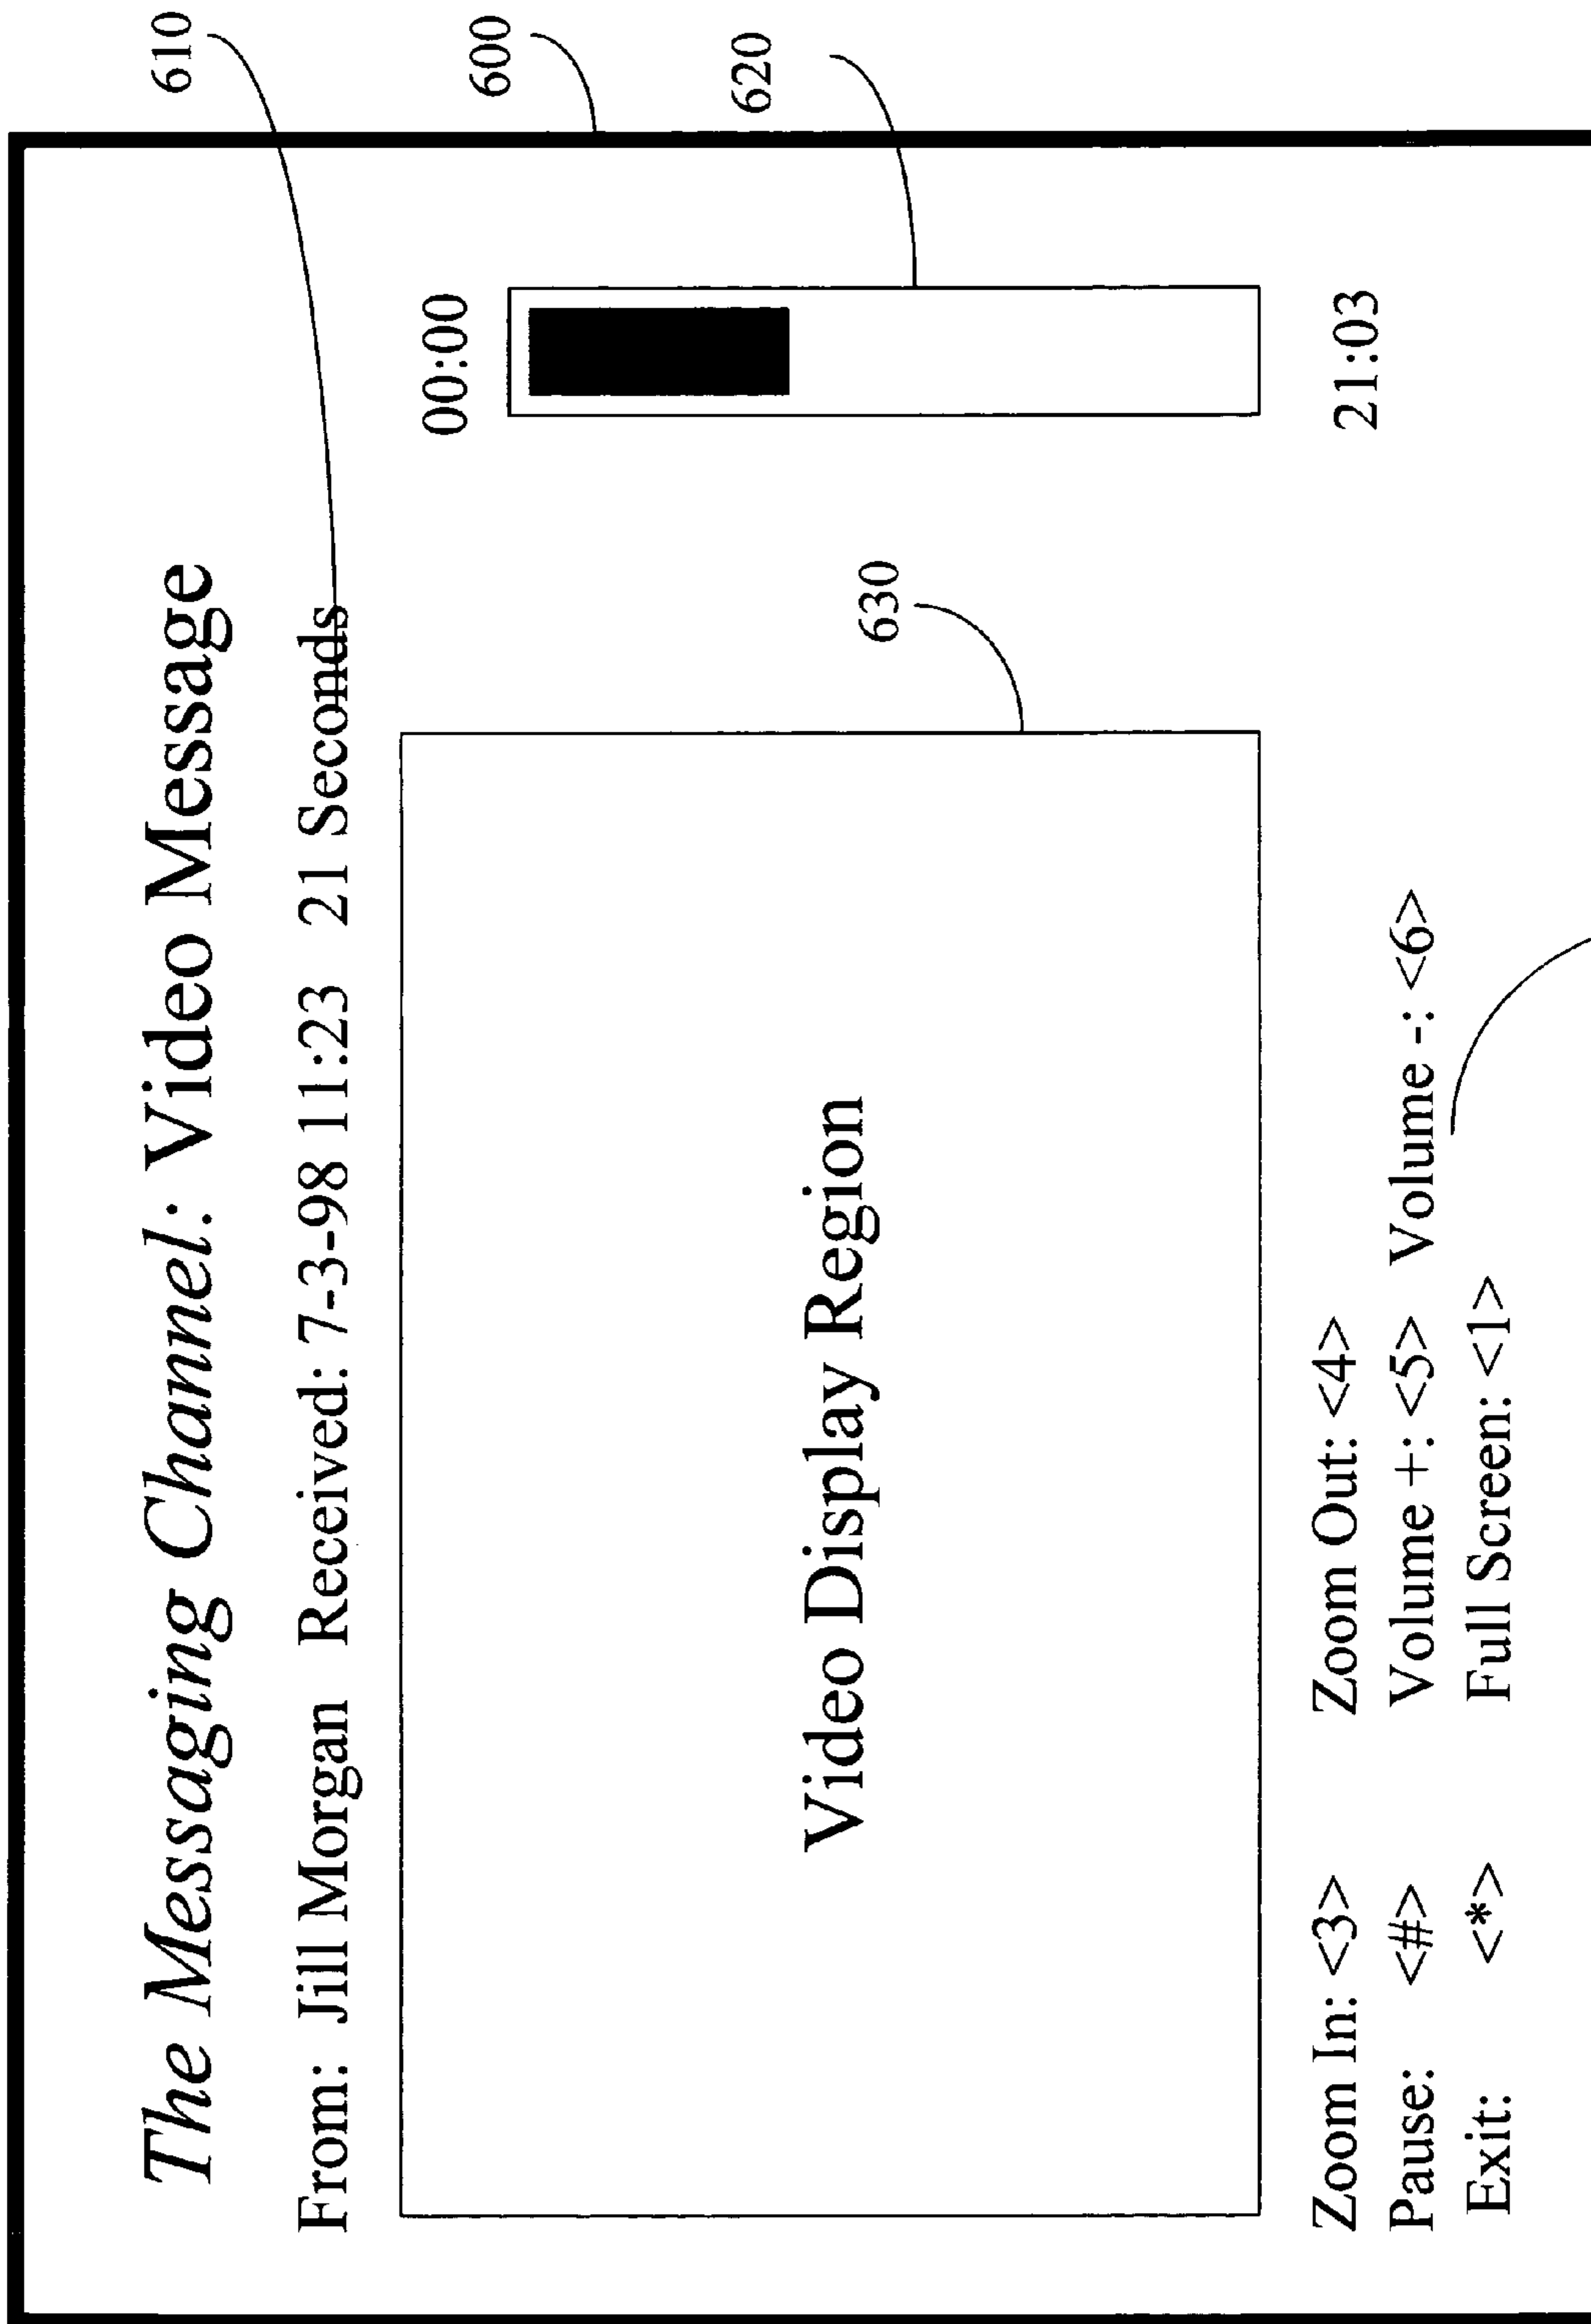 The Messaging Channel: Video Message
610
From: Jill Morgan Received: 7-3-98 11:23 21 Seconds
00:00
600
620
630
Video Display Region
21:03
Zoom In: <3> Zoom Out: <4>
Pause: <#> Volume +: <5> Volume -: <6>
Exit: <*> Full Screen: <1>